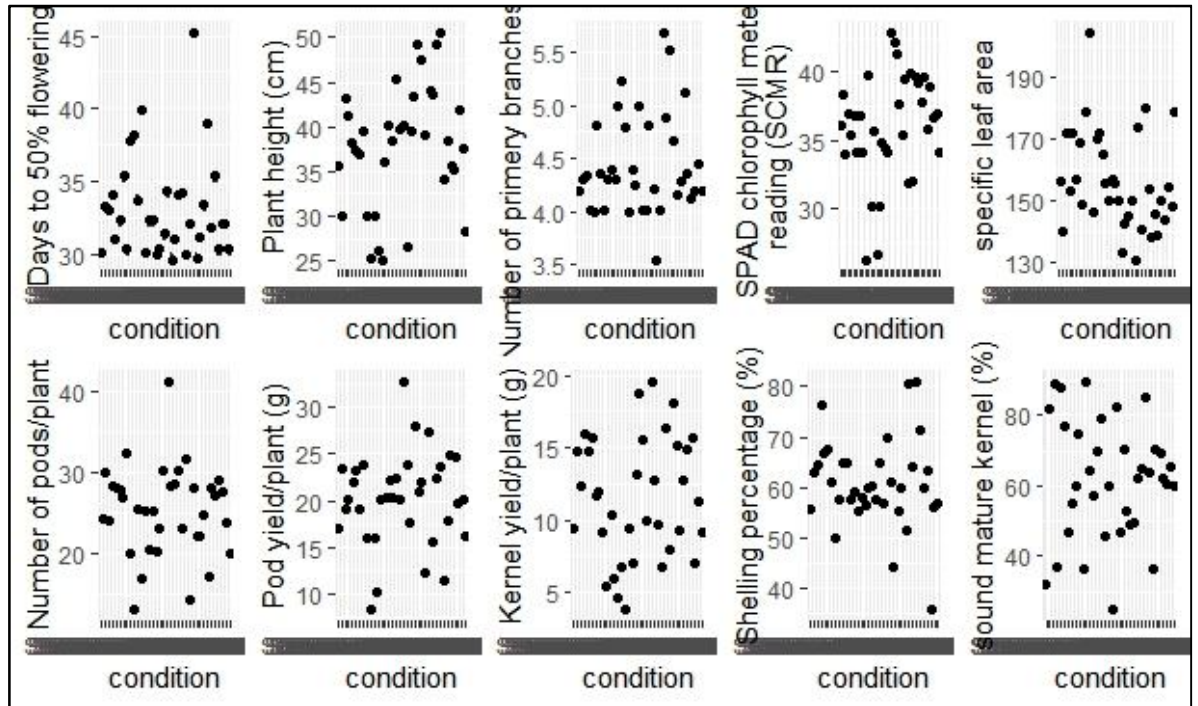 Days to 50% flowering
45
40
35
30
condition
Plant height (cm)
50
45
40
35
30
25
condition
Number of primery branches
5.5
5.0
4.5
4.0
3.5
condition
SPAD chlorophyll mete
reading (SCMR)
40
35
30
condition
specific leaf area
190
170
150
130
condition
Number of pods/plant
40
30
20
condition
Pod yield/plant (g)
30
25
20
15
10
condition
Kernel yield/plant (g)
20
15
10
5
condition
Shelling percentage (%)
80
70
60
50
40
condition
sound mature kernel (%)
80
60
40
condition